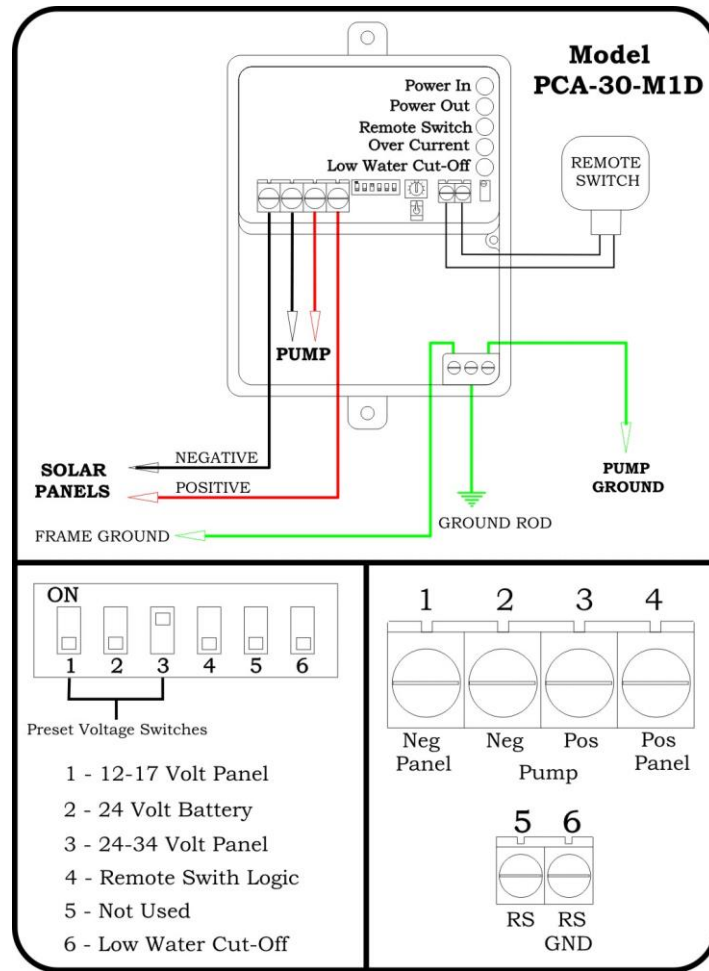 Model
PCA-30-M1D
Power In
Power Out
Remote Switch
Over Current
Low Water Cut-Off
REMOTE
SWITCH
PUMP
NEGATIVE
SOLAR
PANELS
POSITIVE
PUMP
GROUND
GROUND ROD
FRAME GROUND
ON
1 2 3 4 5 6
Preset Voltage Switches
1 - 12-17 Volt Panel
2 - 24 Volt Battery
3 - 24-34 Volt Panel
4 - Remote Swith Logic
5 - Not Used
6 - Low Water Cut-Off
1 2 3 4
Neg Neg Pos Pos
Panel Pump Panel
5 6
RS RS
GND